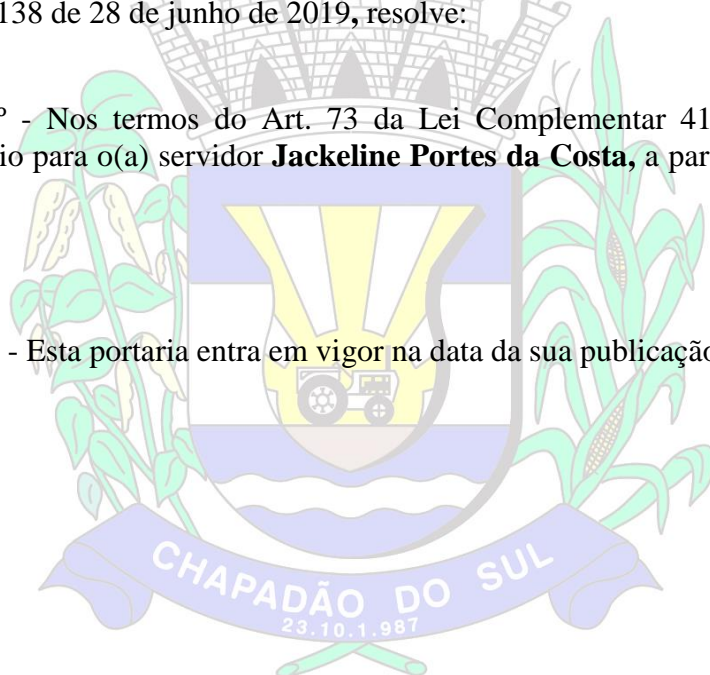 138 de 28 de junho de 2019, resolve:
º - Nos termos do Art. 73 da Lei Complementar 41
io para o(a) servidor Jackeline Portes da Costa, a par
- Esta portaria entra em vigor na data da sua publicação
CHAPADÃO DO SUL
23.10.1.987